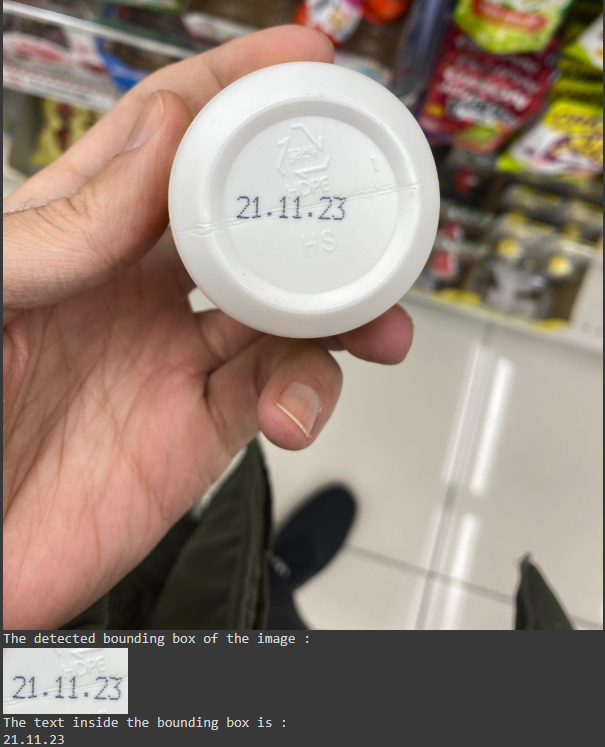 HDPE
1
21.11.23
HS
The detected bounding box of the image :
HDPE
21.11.23
The text inside the bounding box is :
21.11.23